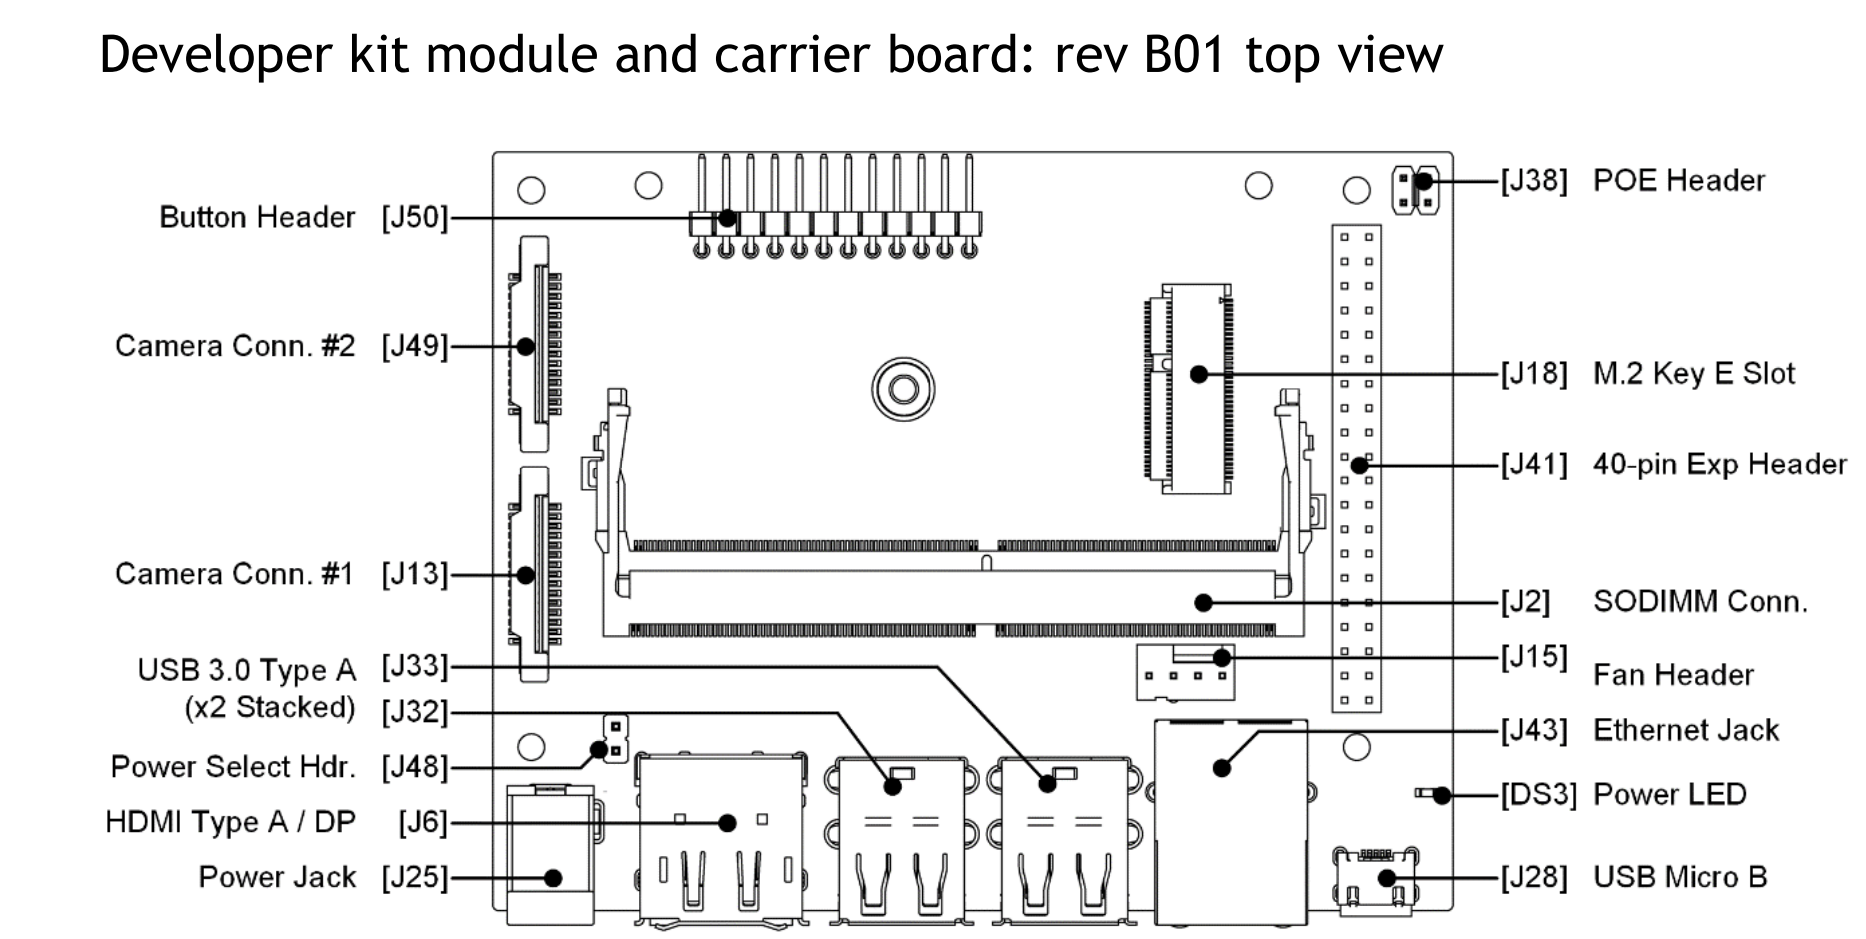 Developer kit module and carrier board: rev B01 top view
Button Header [J50]
Camera Conn. #2 [J49]
Camera Conn. #1 [J13]
USB 3.0 Type A [J33]
(x2 Stacked) [J32]
Power Select Hdr. [J48]
HDMI Type A / DP [J6]
Power Jack [J25]
[J38] POE Header
[J18] M.2 Key E Slot
[J41] 40-pin Exp Header
[J2] SODIMM Conn.
[J15] Fan Header
[J43] Ethernet Jack
[DS3] Power LED
[J28] USB Micro B